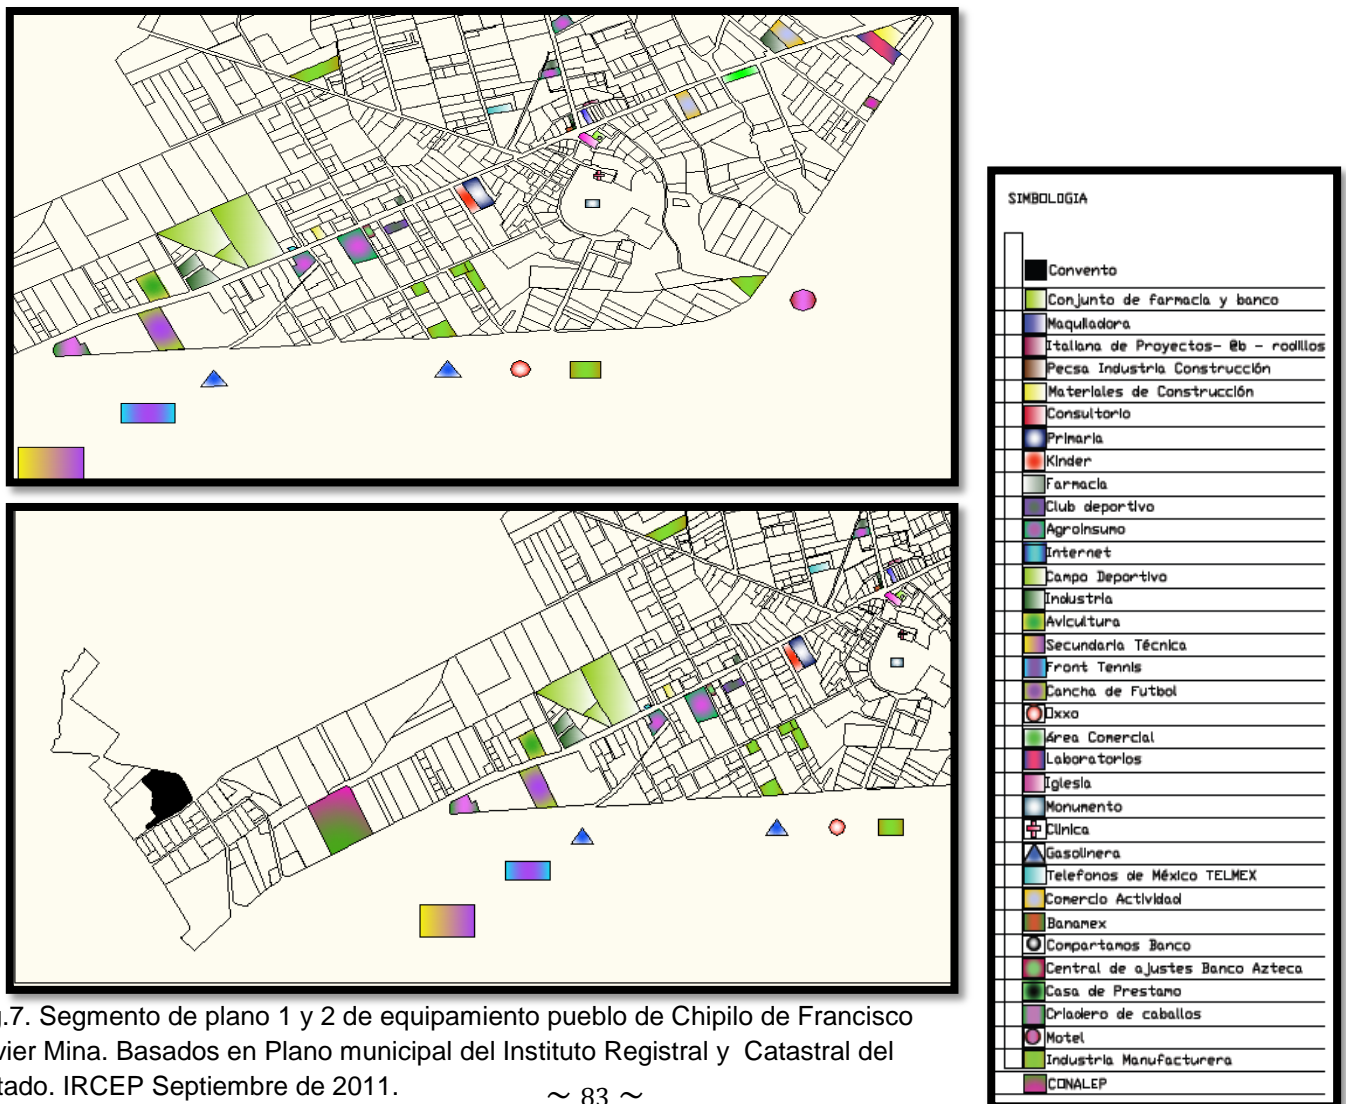 SIMBOLOGIA
Convento
Conjunto de farmacia y banco
Maquiladora
Italiana de Proyectos- @b - rodillos
Pecsa Industria Construcción
Materiales de Construcción
Consultorio
Primaria
Kinder
Farmacia
Club deportivo
Agroinsumo
Internet
Campo Deportivo
Industria
Avicultura
Secundaria Técnica
Front Tennis
Cancha de Futbol
Oxxo
Área Comercial
Laboratorios
Iglesia
Monumento
Clinica
Gasolinera
Telefonos de México TELMEX
Comercio Actividad
Banamex
Compartamos Banco
Central de ajustes Banco Azteca
Casa de Prestamo
Criadero de caballos
Motel
Industria Manufacturera
CONALEP
g.7. Segmento de plano 1 y 2 de equipamiento pueblo de Chipilo de Francisco
vier Mina. Basados en Plano municipal del Instituto Registral y Catastral del
tado. IRCEP Septiembre de 2011.
~ 83 ~